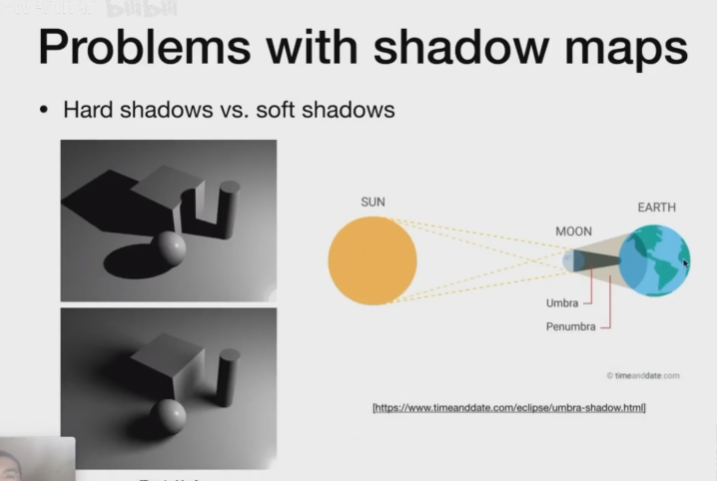 Problems with shadow maps
• Hard shadows vs. soft shadows
SUN
EARTH
MOON
Umbra
Penumbra
© timeanddate.com
[https://www.timeanddate.com/eclipse/umbra-shadow.html]